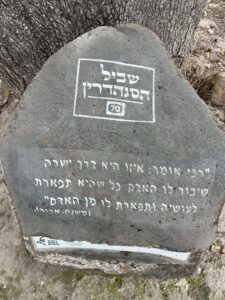 שביל
הסנהדרין
70
"רבי אומר: איזו היא דרך ישרה
שיבור לו האדם כל שהיא תפארת
לעושיה ותפארת לו מן האדם"